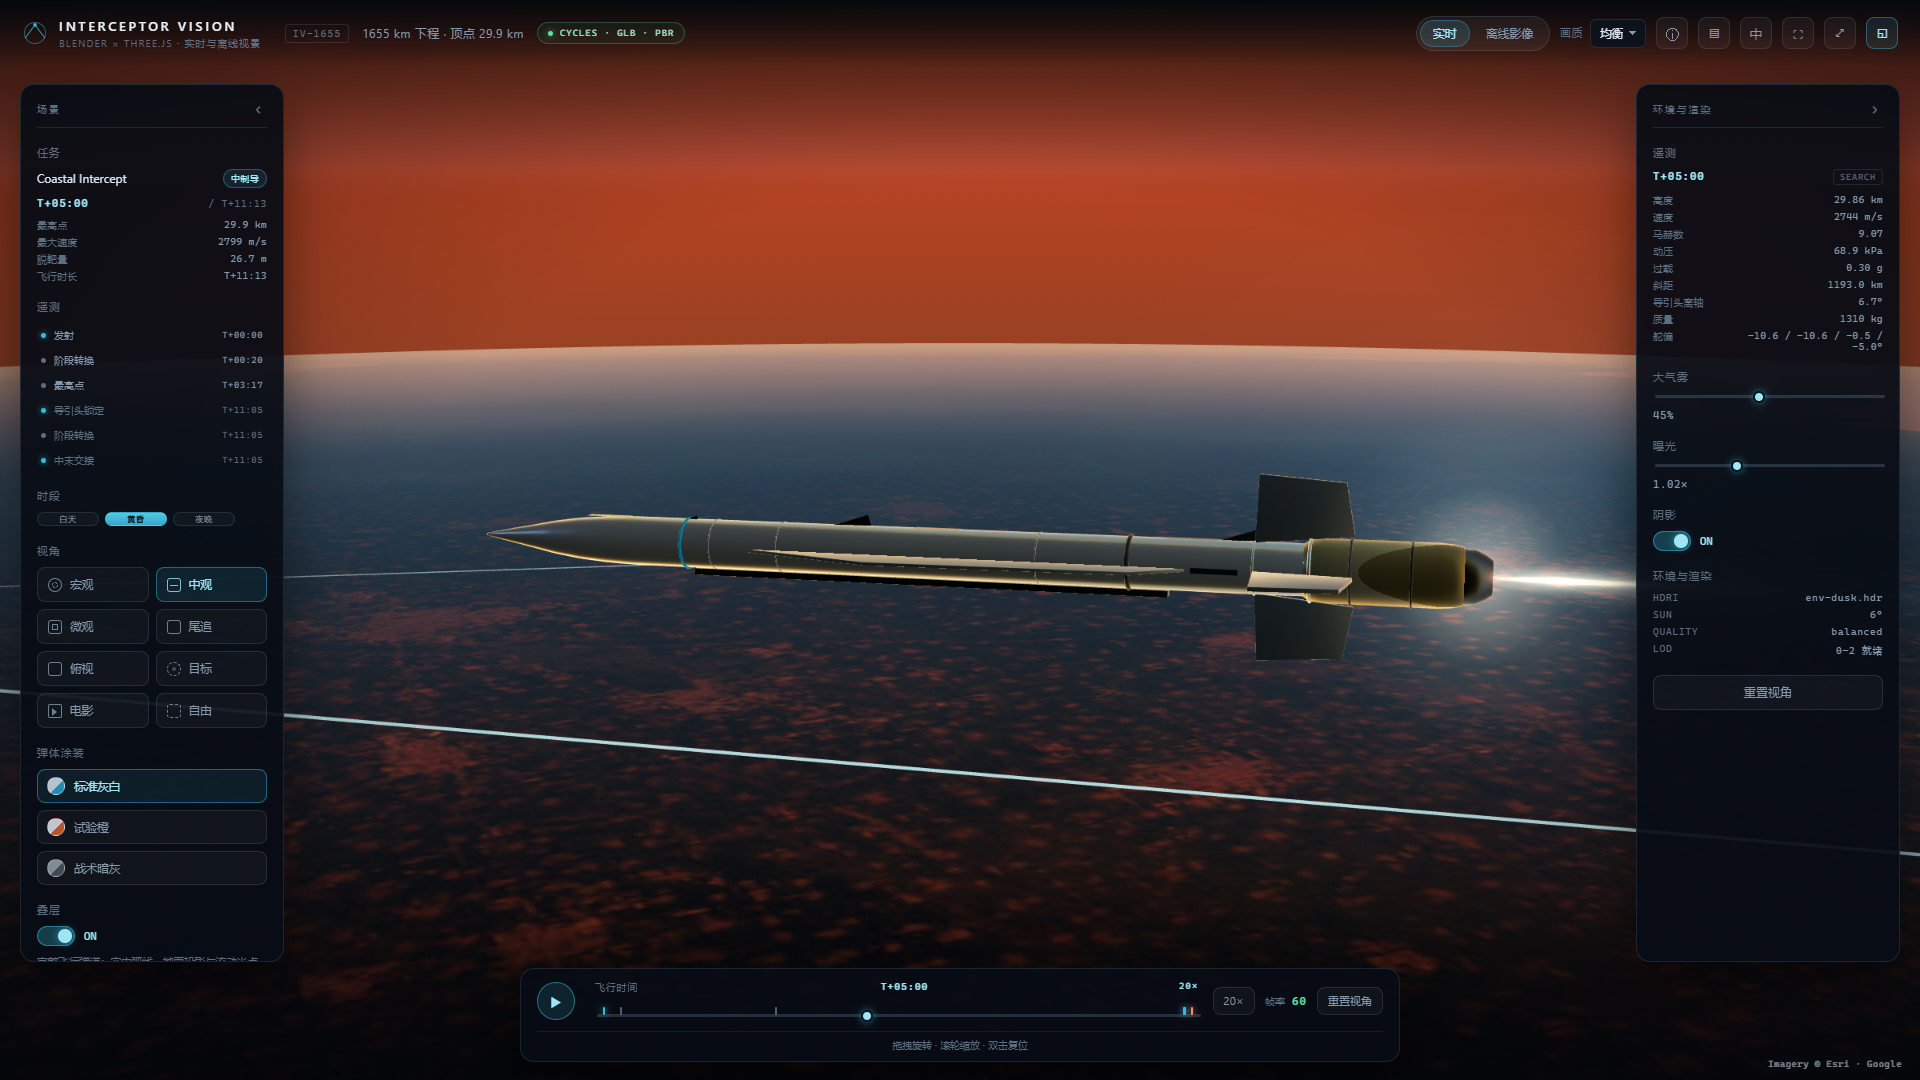 INTERCEPTOR VISION
BLENDER × THREE.JS · 实时与离线视景
IV-1655
1655 km 下程 · 顶点 29.9 km
CYCLES · GLB · PBR
实时
离线影像
画质
均衡
中
场景
任务
Coastal Intercept
中制导
T+05:00
/ T+11:13
最高点
29.9 km
最大速度
2799 m/s
脱靶量
26.7 m
飞行时长
T+11:13
遥测
发射
T+00:00
阶段转换
T+00:20
最高点
T+03:17
导引头锁定
T+11:05
阶段转换
T+11:05
中末交接
T+11:05
时段
白天
黄昏
夜晚
视角
宏观
中观
微观
尾追
俯视
目标
电影
自由
弹体涂装
标准灰白
试验橙
战术暗灰
叠层
ON
环境与渲染
遥测
T+05:00
SEARCH
高度
29.86 km
速度
2744 m/s
马赫数
9.07
动压
68.9 kPa
过载
0.30 g
斜距
1193.0 km
导引头离轴
6.7°
质量
1310 kg
舵偏
-10.6 / -10.6 / -0.5 /
-5.0°
大气雾
45%
曝光
1.02×
阴影
ON
环境与渲染
HDRI
env-dusk.hdr
SUN
6°
QUALITY
balanced
LOD
0-2 就绪
重置视角
飞行时间
T+05:00
20×
20×
帧率 60
重置视角
拖拽旋转 · 滚轮缩放 · 双击复位
Imagery © Esri · Google